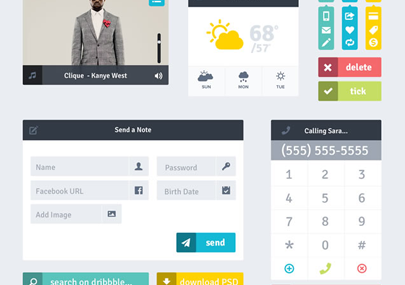 68°
/57°
Clique - Kanye West
SUN MON TUE
delete
tick
Send a Note
Name Password
Facebook URL Birth Date
Add Image
send
Calling Sara...
(555) 555-5555
1 2 3
4 5 6
7 8 9
* 0 #
search on dribbble...
download PSD